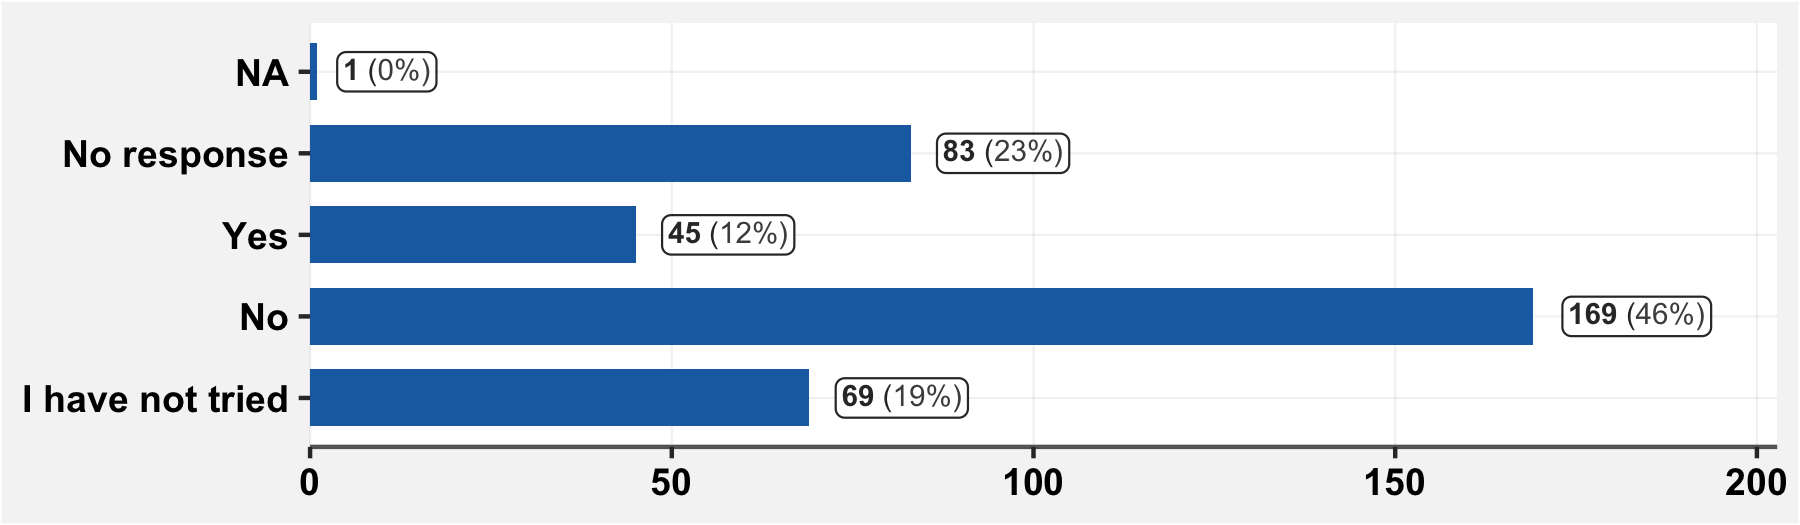 NA 1 (0%)
No response 83 (23%)
Yes 45 (12%)
No 169 (46%)
I have not tried 69 (19%)
0 50 100 150 200